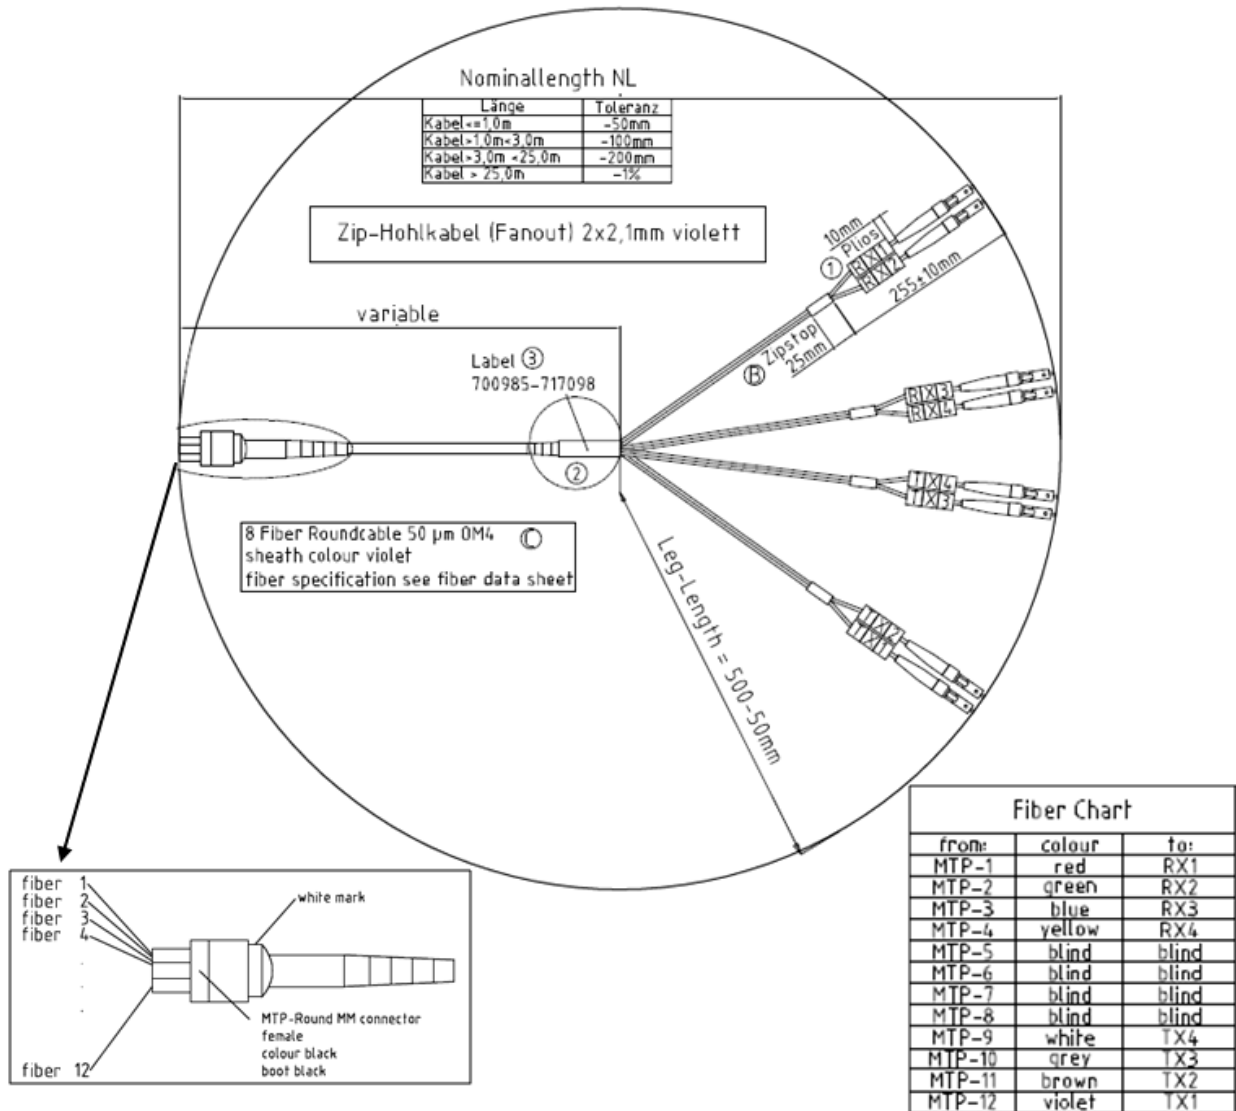 Nominallength NL
Länge Toleranz
Kabel<=1,0m -50mm
Kabel>1,0m<3,0m -100mm
Kabel>3,0m <25,0m -200mm
Kabel > 25,0m -1%
Zip-Hohlkabel (Fanout) 2x2,1mm violett
variable
Label 3
700985-717098
2
10mm
1 Plios
RX1
RX2
255±10mm
B Zipstop
25mm
RX3
RX4
TX4
TX3
TX2
TX1
Leg-Length = 500-50mm
8 Fiber Roundcable 50 µm OM4 C
sheath colour violet
fiber specification see fiber data sheet
fiber 1
fiber 2
fiber 3
fiber 4
fiber 12
white mark
MTP-Round MM connector
female
colour black
boot black
Fiber Chart
from: colour to:
MTP-1 red RX1
MTP-2 green RX2
MTP-3 blue RX3
MTP-4 yellow RX4
MTP-5 blind blind
MTP-6 blind blind
MTP-7 blind blind
MTP-8 blind blind
MTP-9 white TX4
MTP-10 grey TX3
MTP-11 brown TX2
MTP-12 violet TX1